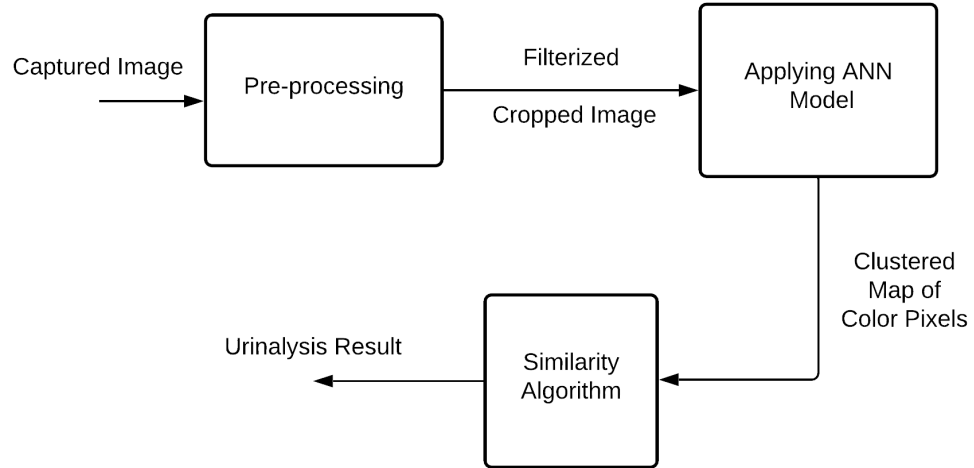 Captured Image
Pre-processing
Filterized
Cropped Image
Applying ANN
Model
Clustered
Map of
Color Pixels
Similarity
Algorithm
Urinalysis Result